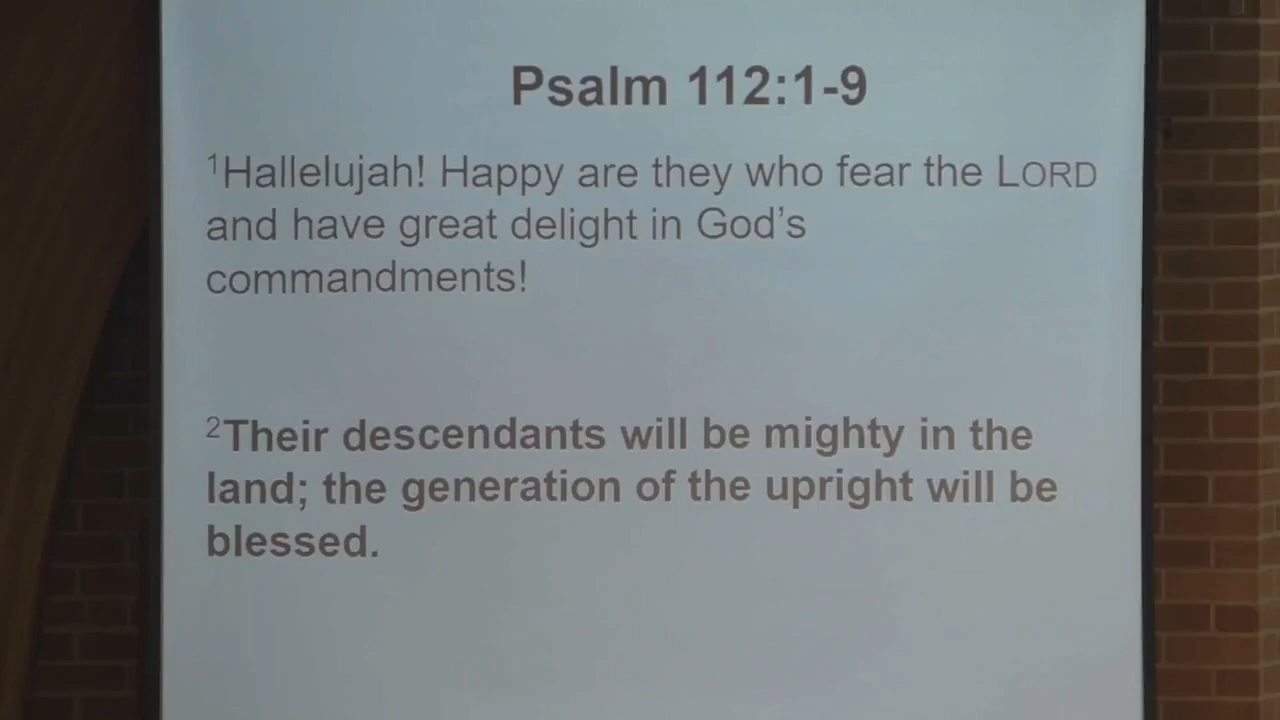 Psalm 112:1-9
¹Hallelujah! Happy are they who fear the LORD
and have great delight in God’s
commandments!
²Their descendants will be mighty in the
land; the generation of the upright will be
blessed.